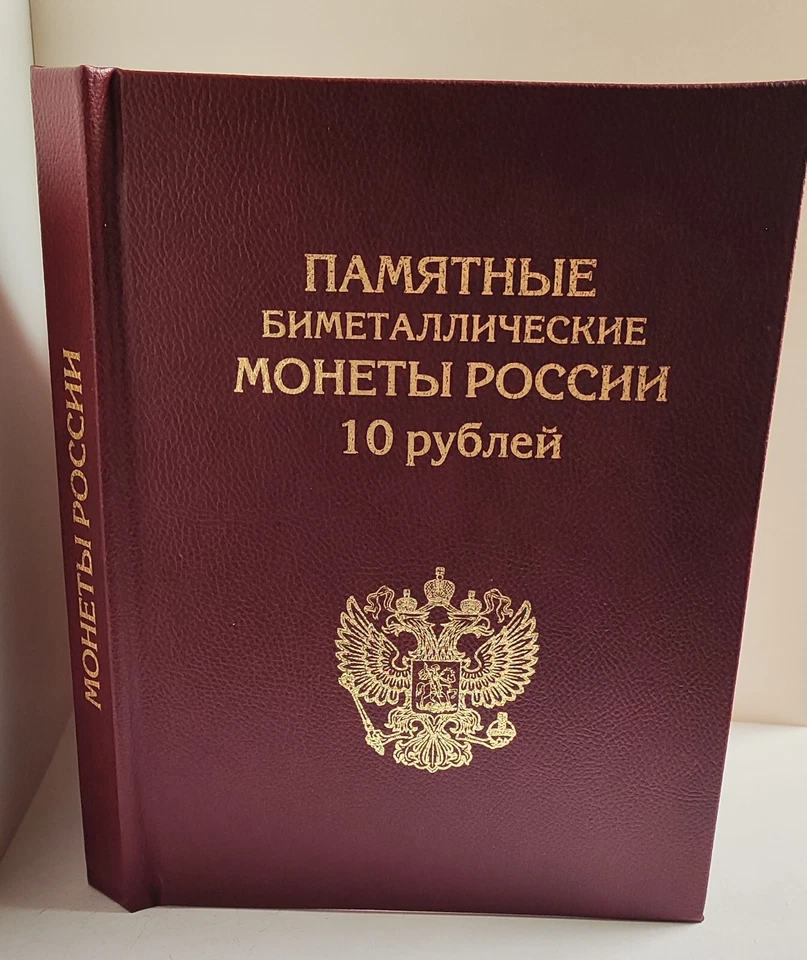 МОНЕТЫ РОССИИ
ПАМЯТНЫЕ
БИМЕТАЛЛИЧЕСКИЕ
МОНЕТЫ РОССИИ
10 рублей